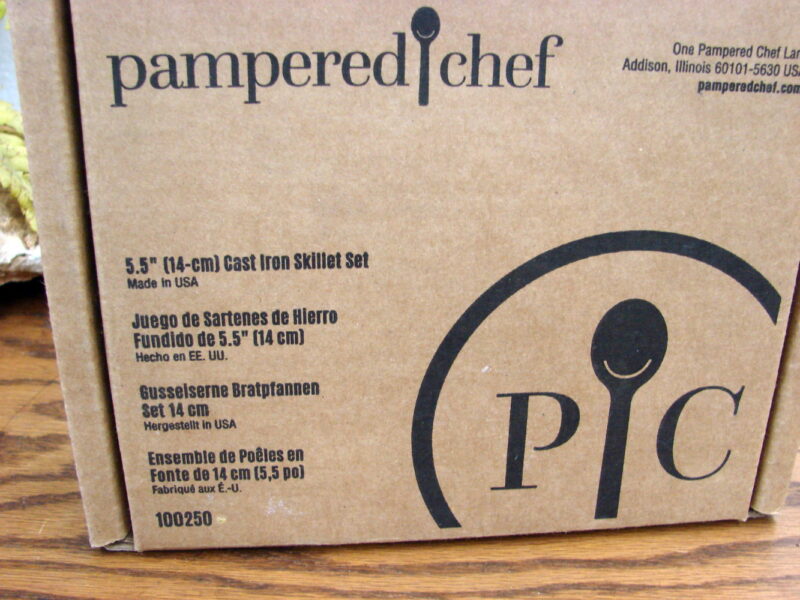 pampered chef
One Pampered Chef
Addison, Illinois 60101-5630
pamperedchef.com
5.5" (14-cm) Cast Iron Skillet Set
Made in USA
Juego de Sartenes de Hierro
Fundido de 5.5" (14 cm)
Hecho en EE. UU.
Gusseiserne Bratpfannen
Set 14 cm
Hergestellt in USA
Ensemble de Poêles en
Fonte de 14 cm (5,5 po)
Fabriqué aux É.-U.
100250
P C